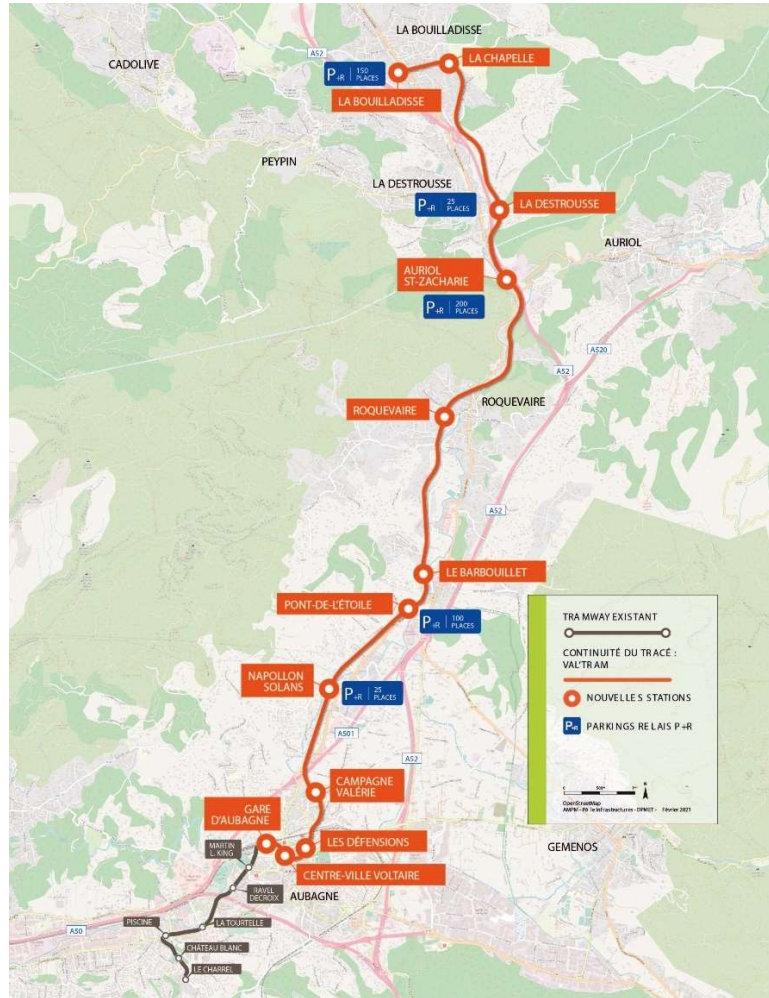 LA BOUILLADISSE
A52
LA CHAPELLE
CADOLIVE
P+R 150
PLACES
LA BOUILLADISSE
PEYPIN
LA DESTROUSSE
P+R 25
PLACES
LA DESTROUSSE
AURIOL
AURIOL
ST-ZACHARIE
P+R 200
PLACES
A520
A52
ROQUEVAIRE
ROQUEVAIRE
A52
LE BARBOUILLET
PONT-DE-L'ÉTOILE
P+R 100
PLACES
NAPOLLON
SOLANS
P+R 25
PLACES
A501
A52
CAMPAGNE
VALÉRIE
GARE
D'AUBAGNE
LES DÉFENSIONS
MARTIN
L. KING
CENTRE-VILLE VOLTAIRE
GEMENOS
RAVEL
DECROIX
AUBAGNE
PISCINE
LA TOURTELLE
A50
CHÂTEAU BLANC
LE CHARREL
TRAMWAY EXISTANT
CONTINUITÉ DU TRACÉ :
VAL'TRAM
NOUVELLES STATIONS
P+R PARKINGS RELAIS P+R
0
N
OpenStreetMap
Février 2021